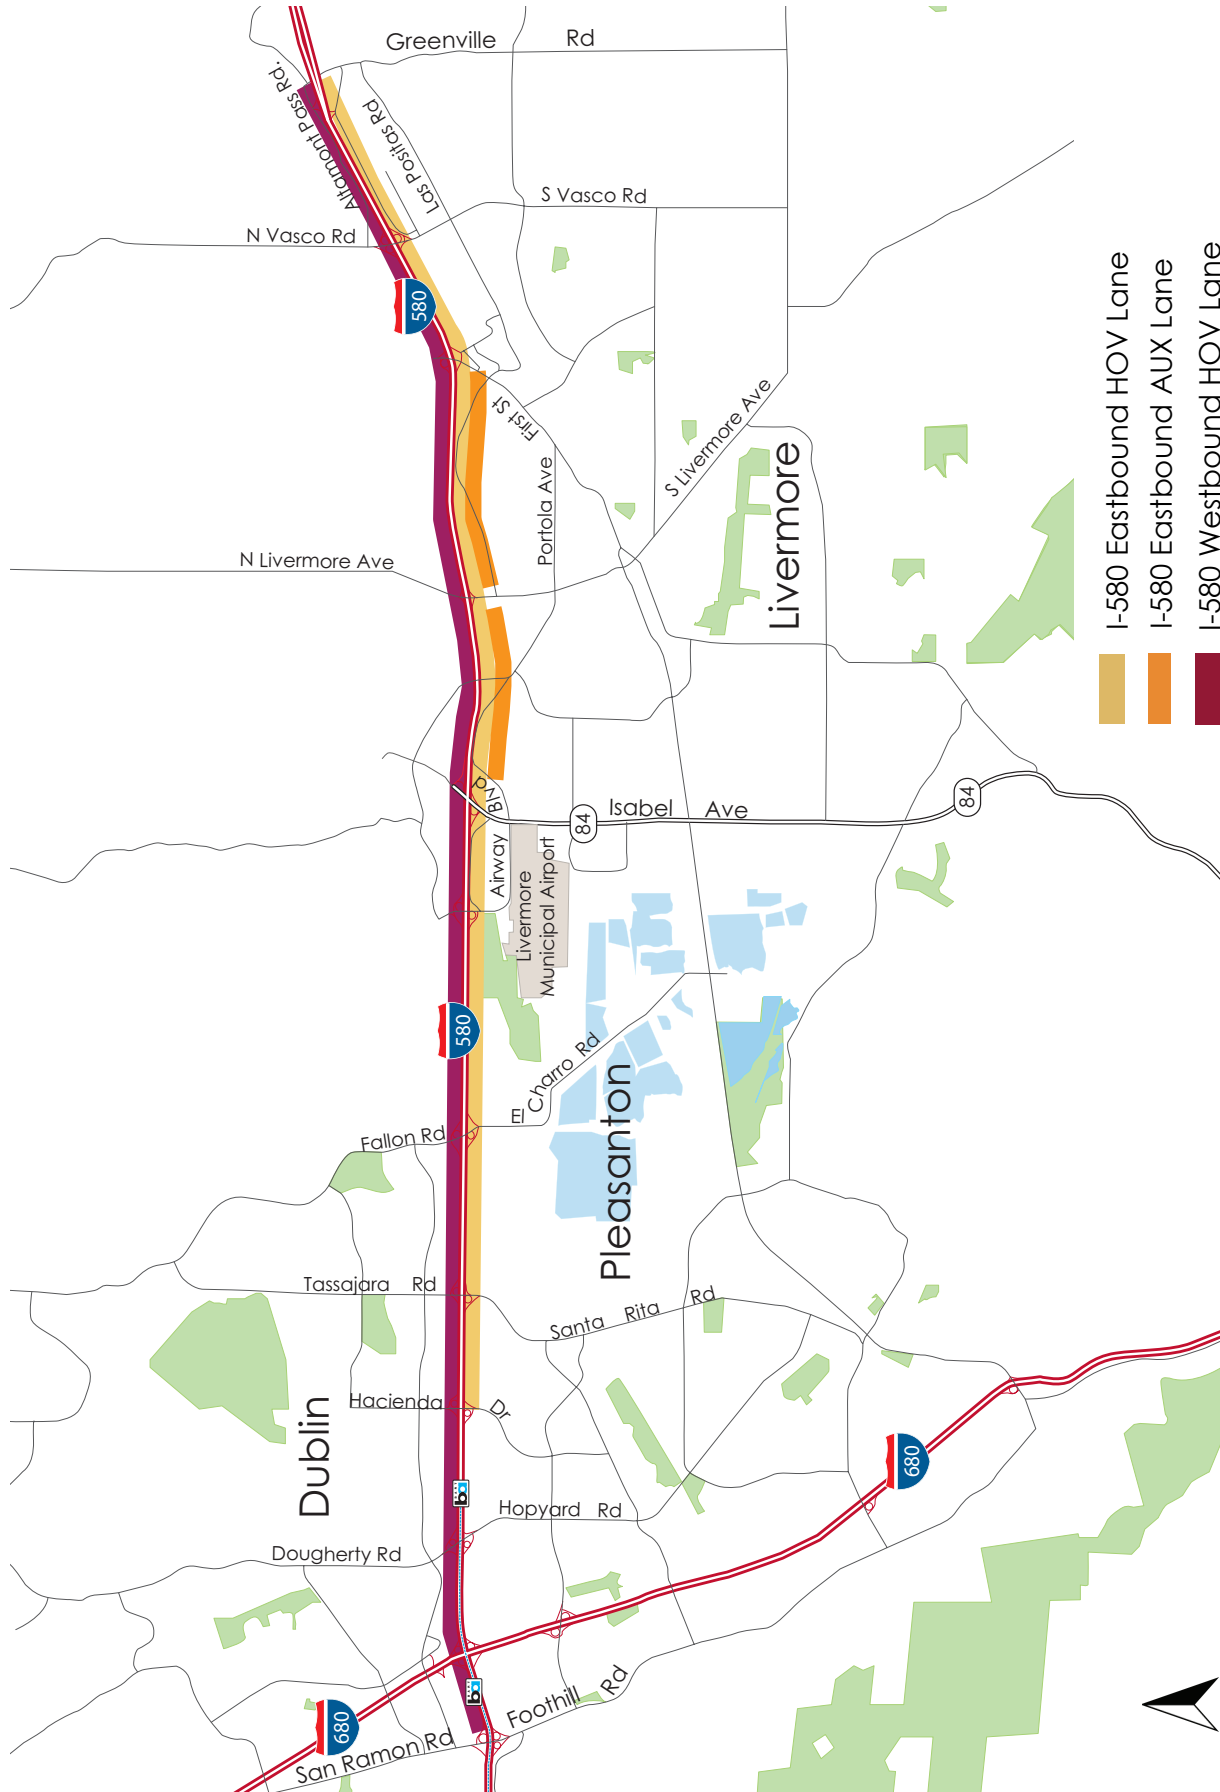 Greenville Rd
Altamont Pass Rd.
Las Positas Rd
S Vasco Rd
N Vasco Rd
580
First St
S Livermore Ave
Portola Ave
N Livermore Ave
Livermore
I-580 Eastbound HOV Lane
I-580 Eastbound AUX Lane
I-580 Westbound HOV Lane
Airway Blvd
84
Isabel Ave
84
Livermore
Municipal Airport
580
El Charro Rd
Fallon Rd
Pleasanton
Tassajara Rd
Santa Rita Rd
Hacienda Dr
Dublin
ba
Hopyard Rd
Dougherty Rd
680
680
ba
Foothill Rd
San Ramon Rd